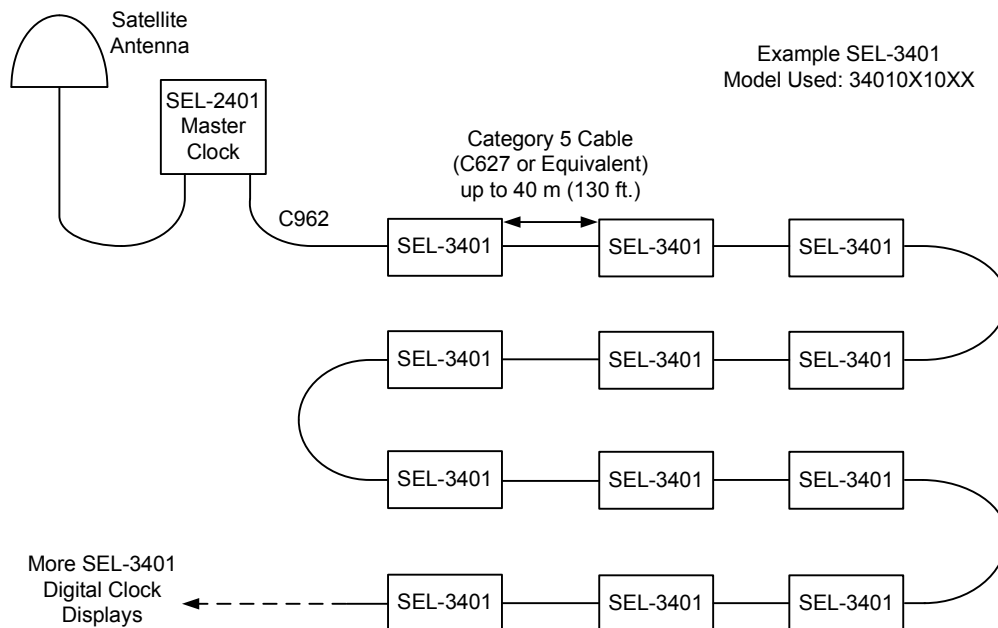 Satellite
Antenna
Example SEL-3401
Model Used: 34010X10XX
SEL-2401
Master
Clock
Category 5 Cable
(C627 or Equivalent)
up to 40 m (130 ft.)
C962
SEL-3401
SEL-3401
SEL-3401
SEL-3401
SEL-3401
SEL-3401
SEL-3401
SEL-3401
SEL-3401
More SEL-3401
Digital Clock
Displays
SEL-3401
SEL-3401
SEL-3401